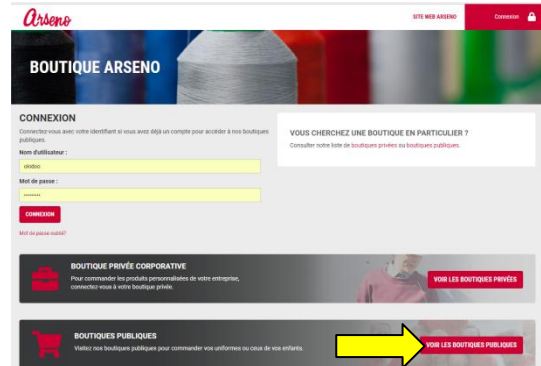 arseno
SITE WEB ARSENO
Connexion
BOUTIQUE ARSENO
CONNEXION
Connectez-vous avec votre identifiant si vous avez déjà un compte pour accéder à nos boutiques
publiques.
Nom d'utilisateur :
okidoo
Mot de passe :
••••••••
CONNEXION
Mot de passe oublié?
VOUS CHERCHEZ UNE BOUTIQUE EN PARTICULIER ?
Consulter notre liste de boutiques privées ou boutiques publiques.
BOUTIQUE PRIVÉE CORPORATIVE
Pour commander les produits personnalisées de votre entreprise,
connectez-vous à votre boutique privée.
VOIR LES BOUTIQUES PRIVÉES
BOUTIQUES PUBLIQUES
Visitez nos boutiques publiques pour commander vos uniformes ou ceux de vos enfants.
VOIR LES BOUTIQUES PUBLIQUES